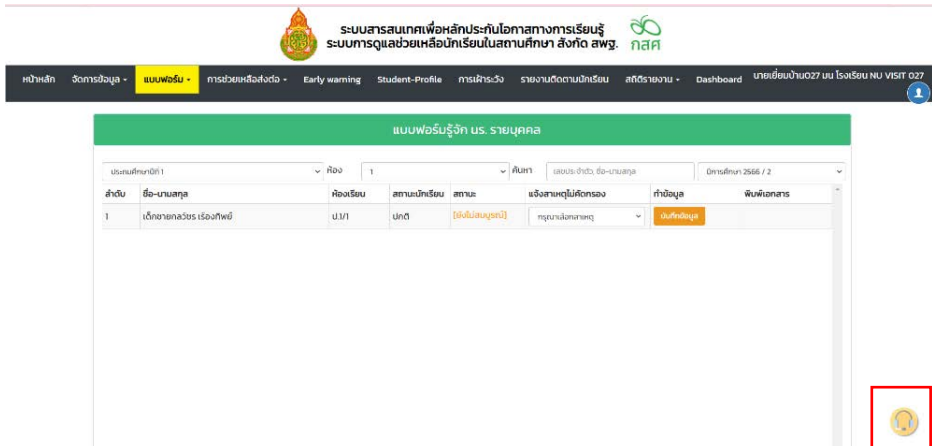 ระบบสารสนเทศเพื่อหลักประกันโอกาสทางการเรียนรู้
ระบบการดูแลช่วยเหลือนักเรียนในสถานศึกษา สังกัด สพฐ.
กสศ
หน้าหลัก จัดการข้อมูล แบบฟอร์ม การช่วยเหลือส่งต่อ Early warning Student-Profile การเฝ้าระวัง รายงานติดตามนักเรียน สถิติรายงาน Dashboard นายเยี่ยมบ้าน027 มน โรงเรียน NU VISIT 027
แบบฟอร์มรู้จัก นร. รายบุคคล
ประถมศึกษาปีที่ 1 ห้อง 1 ค้นหา เลขประจำตัว, ชื่อ-นามสกุล ปีการศึกษา 2566 / 2
ลำดับ ชื่อ-นามสกุล ห้องเรียน สถานะนักเรียน สถานะ แจ้งสาเหตุไม่คัดกรอง ทำข้อมูล พิมพ์เอกสาร
1 เด็กชายกลวัชร เรืองทิพย์ ป.1/1 ปกติ [ยังไม่สมบูรณ์] กรุณาเลือกสาเหตุ บันทึกข้อมูล